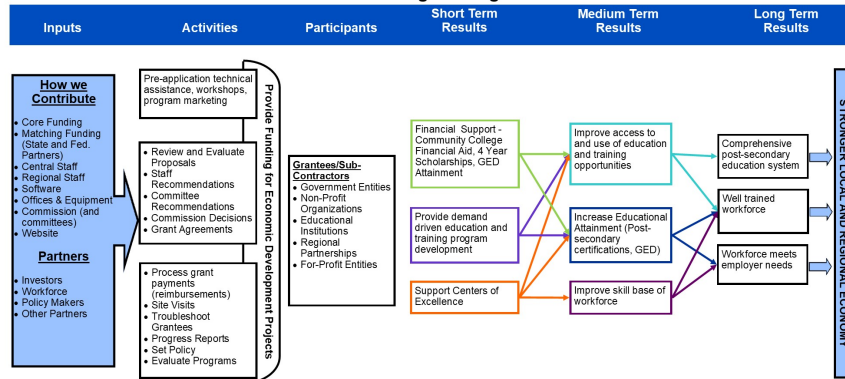 Inputs
Activities
Participants
Short Term
Results
Medium Term
Results
Long Term
Results
How we
Contribute
• Core Funding
• Matching Funding
(State and Fed.
Partners)
• Central Staff
• Regional Staff
• Software
• Offices & Equipment
• Commission (and
committees)
• Website
Partners
• Investors
• Workforce
• Policy Makers
• Other Partners
Pre-application technical
assistance, workshops,
program marketing
• Review and Evaluate
Proposals
• Staff
Recommendations
• Committee
Recommendations
• Commission Decisions
• Grant Agreements
• Process grant
payments
(reimbursements)
• Site Visits
• Troubleshoot
Grantees
• Progress Reports
• Set Policy
• Evaluate Programs
Provide Funding for Economic Development Projects
Grantees/Sub-
Contractors
• Government Entities
• Non-Profit
Organizations
• Educational
Institutions
• Regional
Partnerships
• For-Profit Entities
Financial Support -
Community College
Financial Aid, 4 Year
Scholarships, GED
Attainment
Provide demand
driven education and
training program
development
Support Centers of
Excellence
Improve access to
and use of education
and training
opportunities
Increase Educational
Attainment (Post-
secondary
certifications, GED)
Improve skill base of
workforce
Comprehensive
post-secondary
education system
Well trained
workforce
Workforce meets
employer needs
STRONGER LOCAL AND REGIONAL ECONOMY